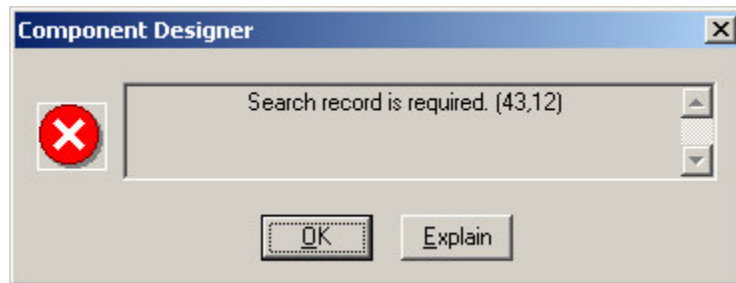 Component Designer
Search record is required. (43,12)
OK
Explain